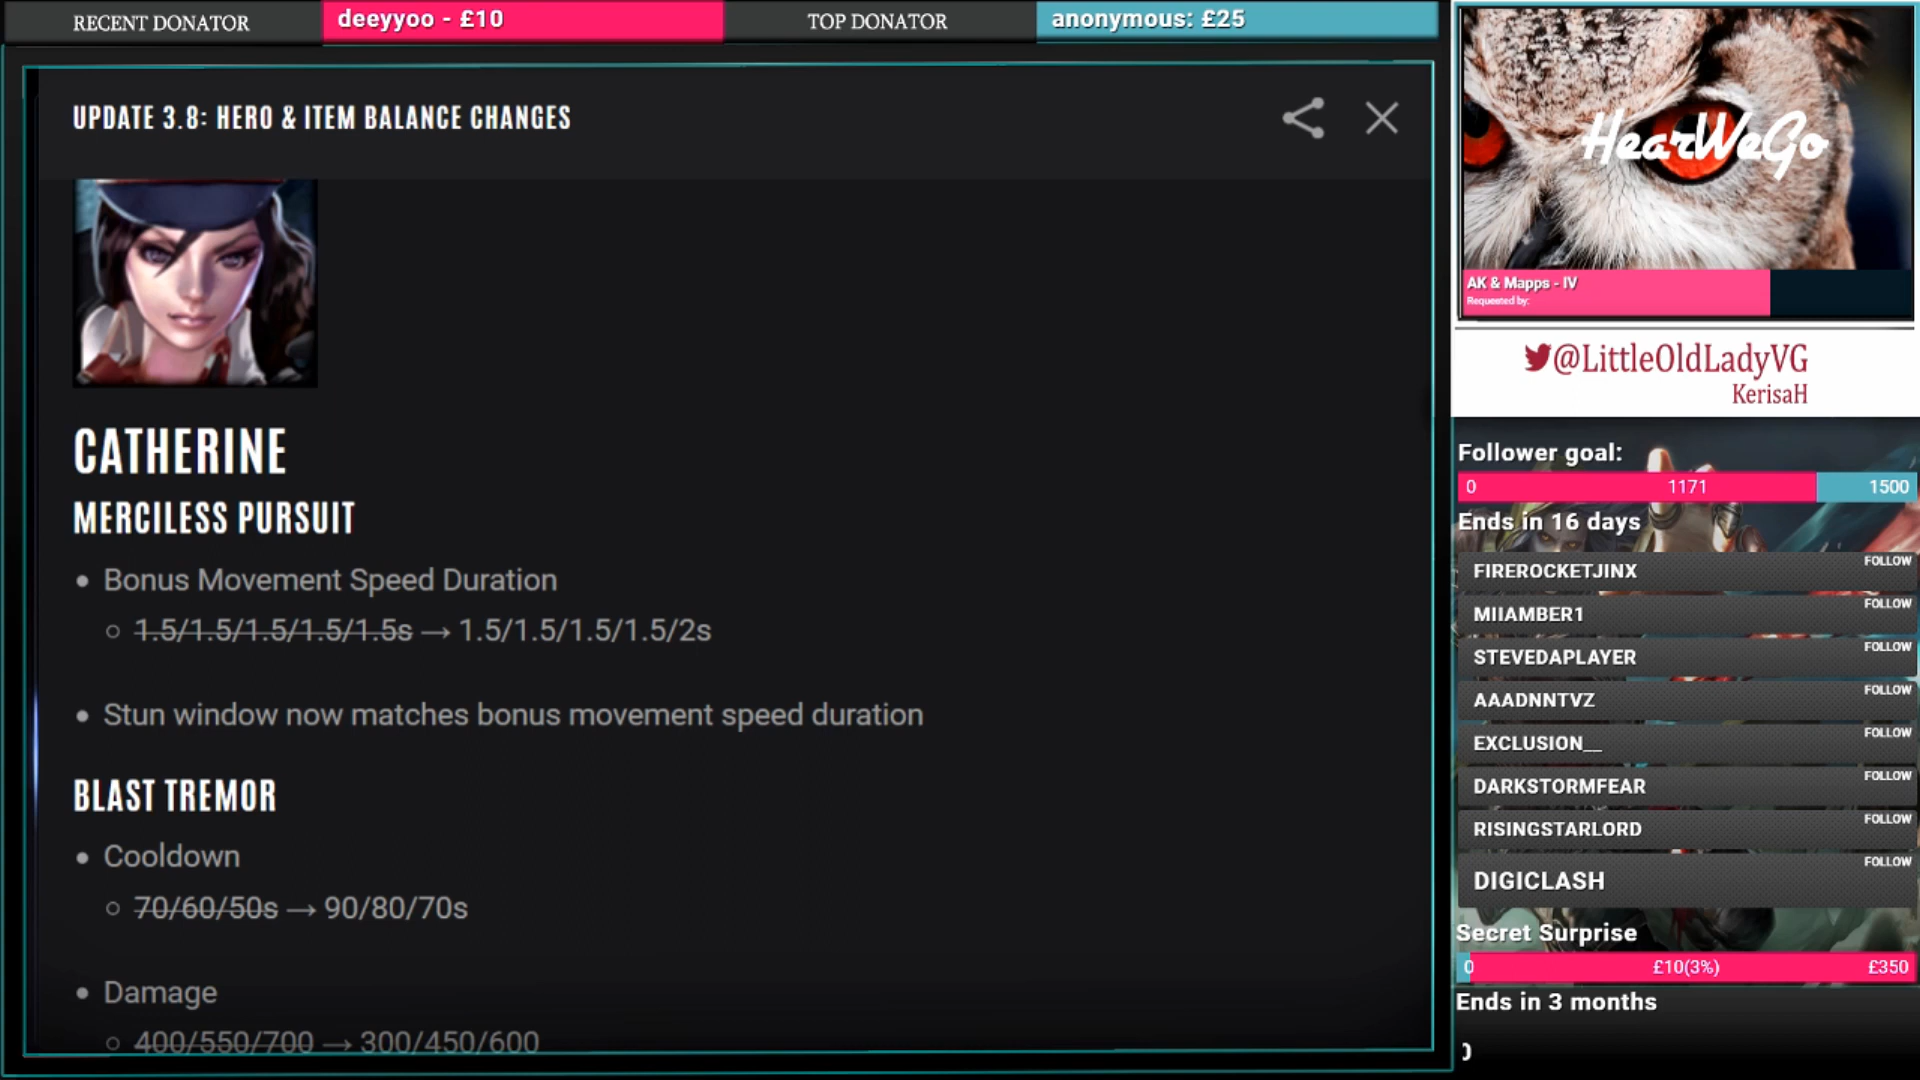 RECENT DONATOR
deeyyoo - £10
TOP DONATOR
anonymous: £25
UPDATE 3.8: HERO & ITEM BALANCE CHANGES
CATHERINE
MERCILESS PURSUIT
• Bonus Movement Speed Duration
○ 1.5/1.5/1.5/1.5/1.5s → 1.5/1.5/1.5/1.5/2s
• Stun window now matches bonus movement speed duration
BLAST TREMOR
• Cooldown
○ 70/60/50s → 90/80/70s
• Damage
○ 400/550/700 → 300/450/600
HearWeGo
AK & Mapps - IV
Requested by:
@LittleOldLadyVG
KerisaH
Follower goal:
0 1171 1500
Ends in 16 days
FIREROCKETJINX FOLLOW
MIIAMBER1 FOLLOW
STEVEDAPLAYER FOLLOW
AAADNNTVZ FOLLOW
EXCLUSION__ FOLLOW
DARKSTORMFEAR FOLLOW
RISINGSTARLORD FOLLOW
DIGICLASH FOLLOW
Secret Surprise
0 £10(3%) £350
Ends in 3 months
0